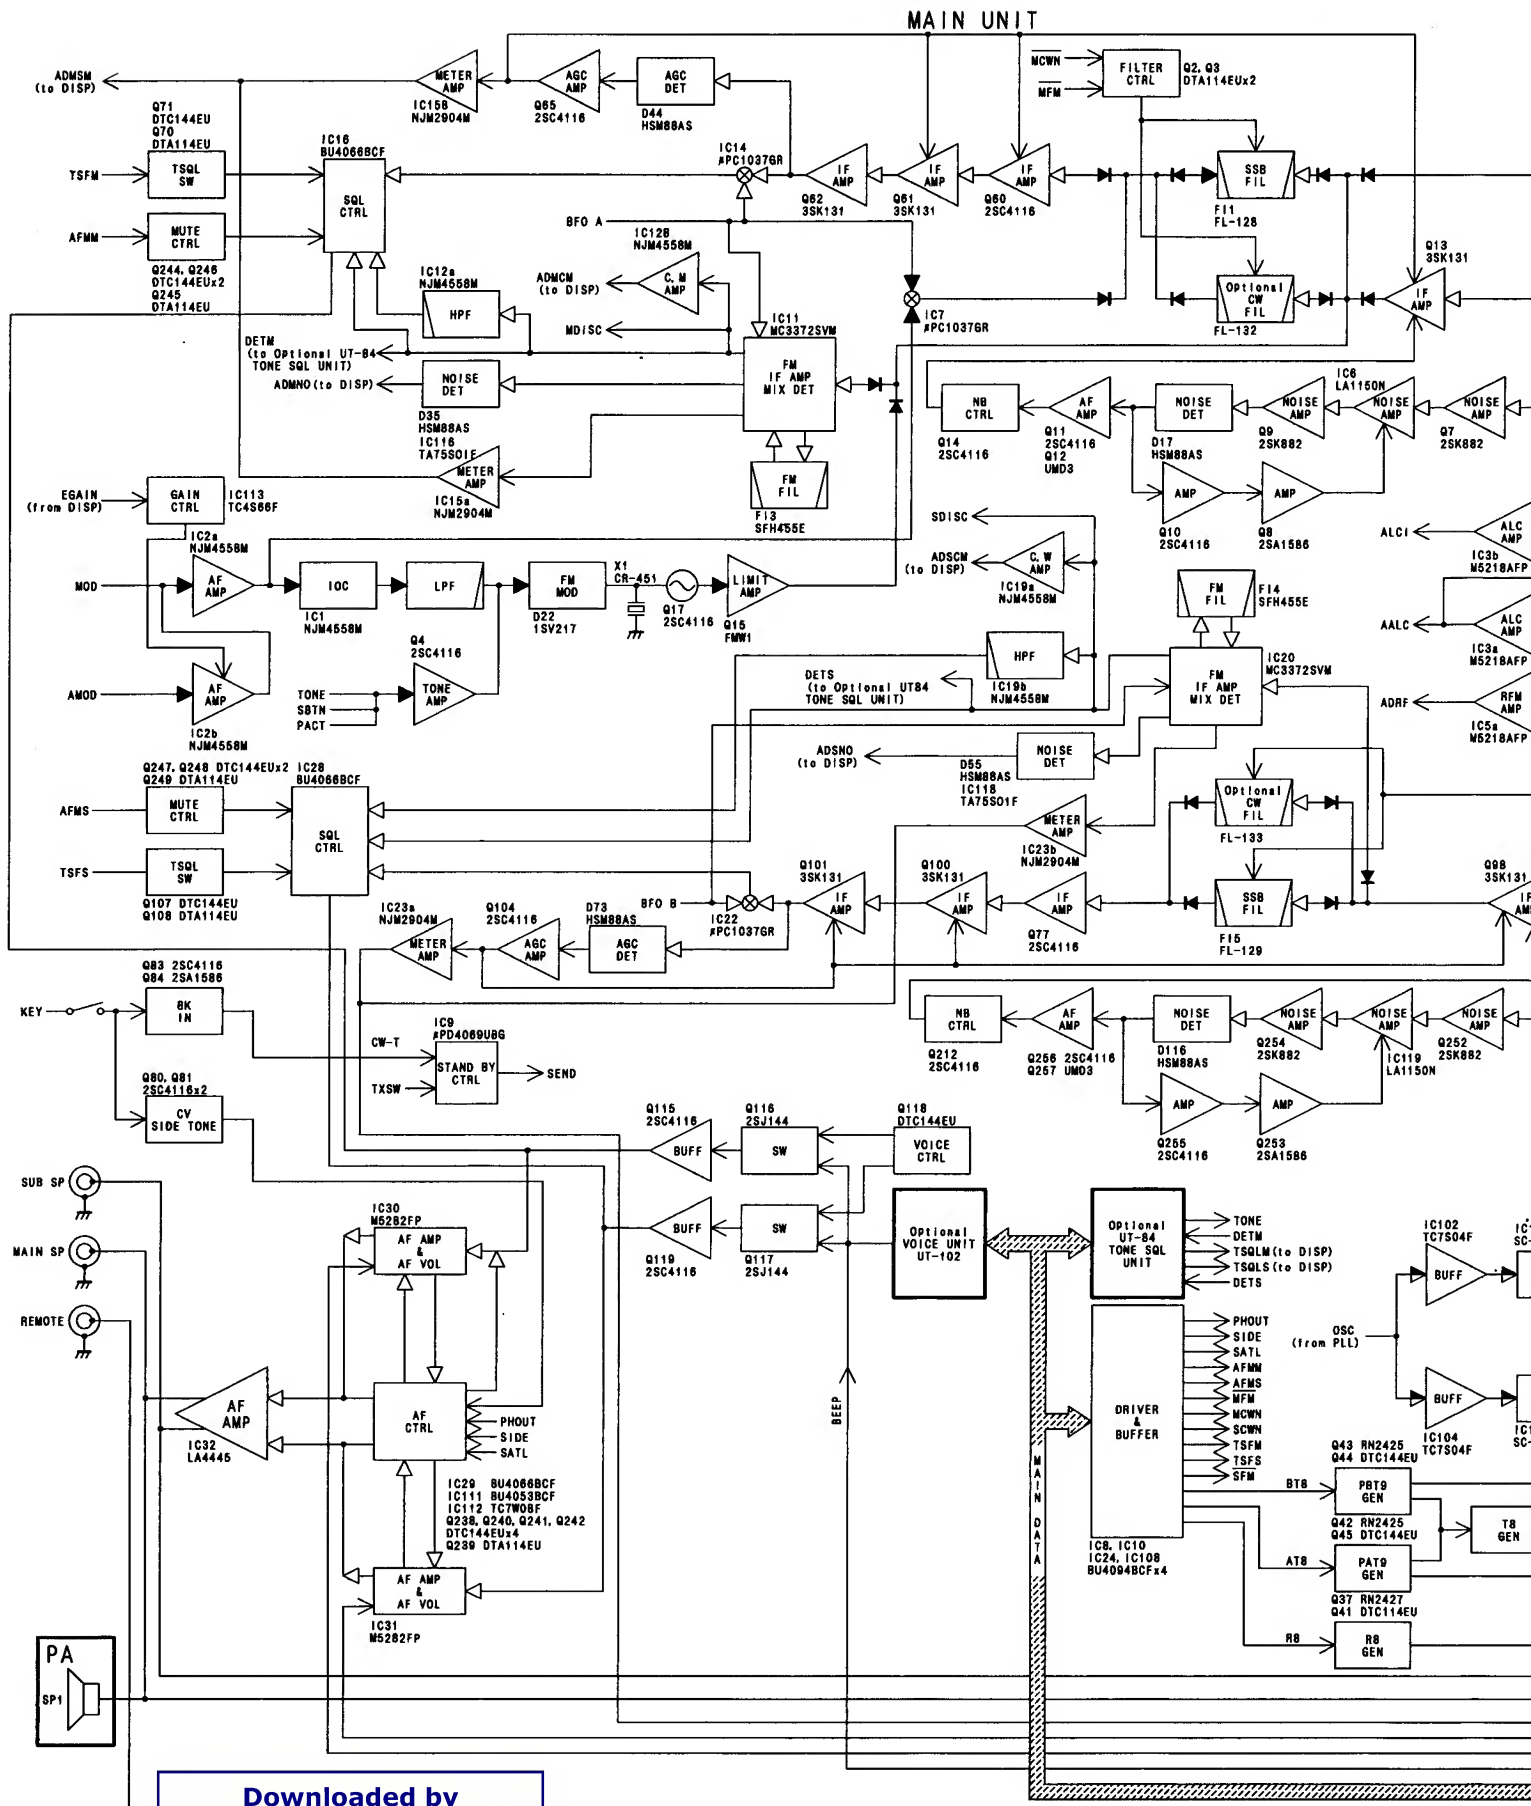 MAIN UNIT
ADMSM
(to DISP)
METER
AMP
IC15B
NJM2904M
AGC
AMP
Q65
2SC4116
AGC
DET
D44
HSM88AS
MCWN
MFM
FILTER
CTRL
Q2, Q3
DTA114EUx2
Q71
DTC144EU
Q70
DTA114EU
TSFM
TSQL
SW
IC16
BU4066BCF
SQL
CTRL
IC14
μPC1037GR
IF
AMP
Q62
3SK131
IF
AMP
Q61
3SK131
IF
AMP
Q60
2SC4116
SSB
FIL
FI1
FL-128
AFMM
MUTE
CTRL
Q244, Q246
DTC144EUx2
Q245
DTA114EU
BFO A
IC12B
NJM4558M
ADMCM
(to DISP)
C, M
AMP
IC12a
NJM4558M
HPF
MDISC
IC11
MC3372SVM
FM
IF AMP
MIX DET
IC7
μPC1037GR
Optional
CW
FIL
FL-132
Q13
3SK131
IF
AMP
DETM
(to Optional UT-84
TONE SQL UNIT)
ADMNO(to DISP)
NOISE
DET
D35
HSM88AS
IC116
TA75S01F
METER
AMP
IC15a
NJM2904M
FM
FIL
FI3
SFH455E
NB
CTRL
Q14
2SC4116
AF
AMP
Q11
2SC4116
Q12
UMD3
NOISE
DET
D17
HSM88AS
NOISE
AMP
Q9
2SK882
IC6
LA1150N
NOISE
AMP
NOISE
AMP
Q7
2SK882
AMP
Q10
2SC4116
AMP
Q8
2SA1586
EGAIN
(from DISP)
GAIN
CTRL
IC113
TC4S66F
IC2a
NJM4558M
MOD
AF
AMP
IOC
IC1
NJM4558M
LPF
FM
MOD
D22
1SV217
X1
CR-451
Q17
2SC4116
LIMIT
AMP
Q15
FMW1
SDISC
ADSCM
(to DISP)
C, W
AMP
IC19a
NJM4558M
FM
FIL
FI4
SFH455E
ALCI
ALC
AMP
IC3b
M5218AFP
AALC
ALC
AMP
IC3a
M5218AFP
ADRF
RFM
AMP
IC5a
M5218AFP
AMOD
AF
AMP
IC2b
NJM4558M
Q4
2SC4116
TONE
SBTN
PACT
TONE
AMP
HPF
IC19b
NJM4558M
DETS
(to Optional UT84
TONE SQL UNIT)
FM
IF AMP
MIX DET
IC20
MC3372SVM
ADSNO
(to DISP)
NOISE
DET
D55
HSM88AS
IC118
TA75S01F
Q247, Q248 DTC144EUx2
Q249 DTA114EU
AFMS
MUTE
CTRL
IC28
BU4066BCF
SQL
CTRL
TSFS
TSQL
SW
Q107 DTC144EU
Q108 DTA114EU
METER
AMP
IC23b
NJM2904M
Optional
CW
FIL
FL-133
SSB
FIL
FI5
FL-129
Q98
3SK131
Q101
3SK131
IF
AMP
Q100
3SK131
IF
AMP
IF
AMP
Q77
2SC4116
BFO B
IC22
μPC1037GR
IC23a
NJM2904M
METER
AMP
Q104
2SC4116
AGC
AMP
D73
HSM88AS
AGC
DET
Q83 2SC4116
Q84 2SA1586
KEY
BK
IN
CW-T
TXSW
IC9
μPD4069UBG
STAND BY
CTRL
SEND
Q80, Q81
2SC4116x2
CV
SIDE TONE
NB
CTRL
Q212
2SC4116
AF
AMP
Q256 2SC4116
Q257 UMD3
NOISE
DET
D116
HSM88AS
NOISE
AMP
Q254
2SK882
NOISE
AMP
IC119
LA1150N
NOISE
AMP
Q252
2SK882
AMP
Q255
2SC4116
AMP
Q253
2SA1586
Q115
2SC4116
BUFF
Q116
2SJ144
SW
Q118
DTC144EU
VOICE
CTRL
BUFF
Q119
2SC4116
SW
Q117
2SJ144
Optional
VOICE UNIT
UT-102
Optional
UT-84
TONE SQL
UNIT
TONE
DETM
TSQLM(to DISP)
TSQLS(to DISP)
DETS
SUB SP
MAIN SP
REMOTE
IC30
M5282FP
AF AMP
&
AF VOL
AF
AMP
IC32
LA4445
AF
CTRL
PHOUT
SIDE
SATL
IC29 BU4066BCF
IC111 BU4053BCF
IC112 TC7W08F
Q238, Q240, Q241, Q242
DTC144EUx4
Q239 DTA114EU
AF AMP
&
AF VOL
IC31
M5282FP
BEEP
MAIN DATA
DRIVER
&
BUFFER
IC8, IC10
IC24, IC108
BU4094BCFx4
PHOUT
SIDE
SATL
AFMM
AFMS
MFM
MCWN
SCWN
TSFM
TSFS
SFM
OSC
(from PLL)
IC102
TC7S04F
BUFF
BUFF
IC104
TC7S04F
Q43 RN2425
Q44 DTC144EU
BT8
PBT9
GEN
Q42 RN2425
Q45 DTC144EU
T8
GEN
AT8
PAT9
GEN
Q37 RN2427
Q41 DTC114EU
R8
R8
GEN
PA
SP1
Downloaded by